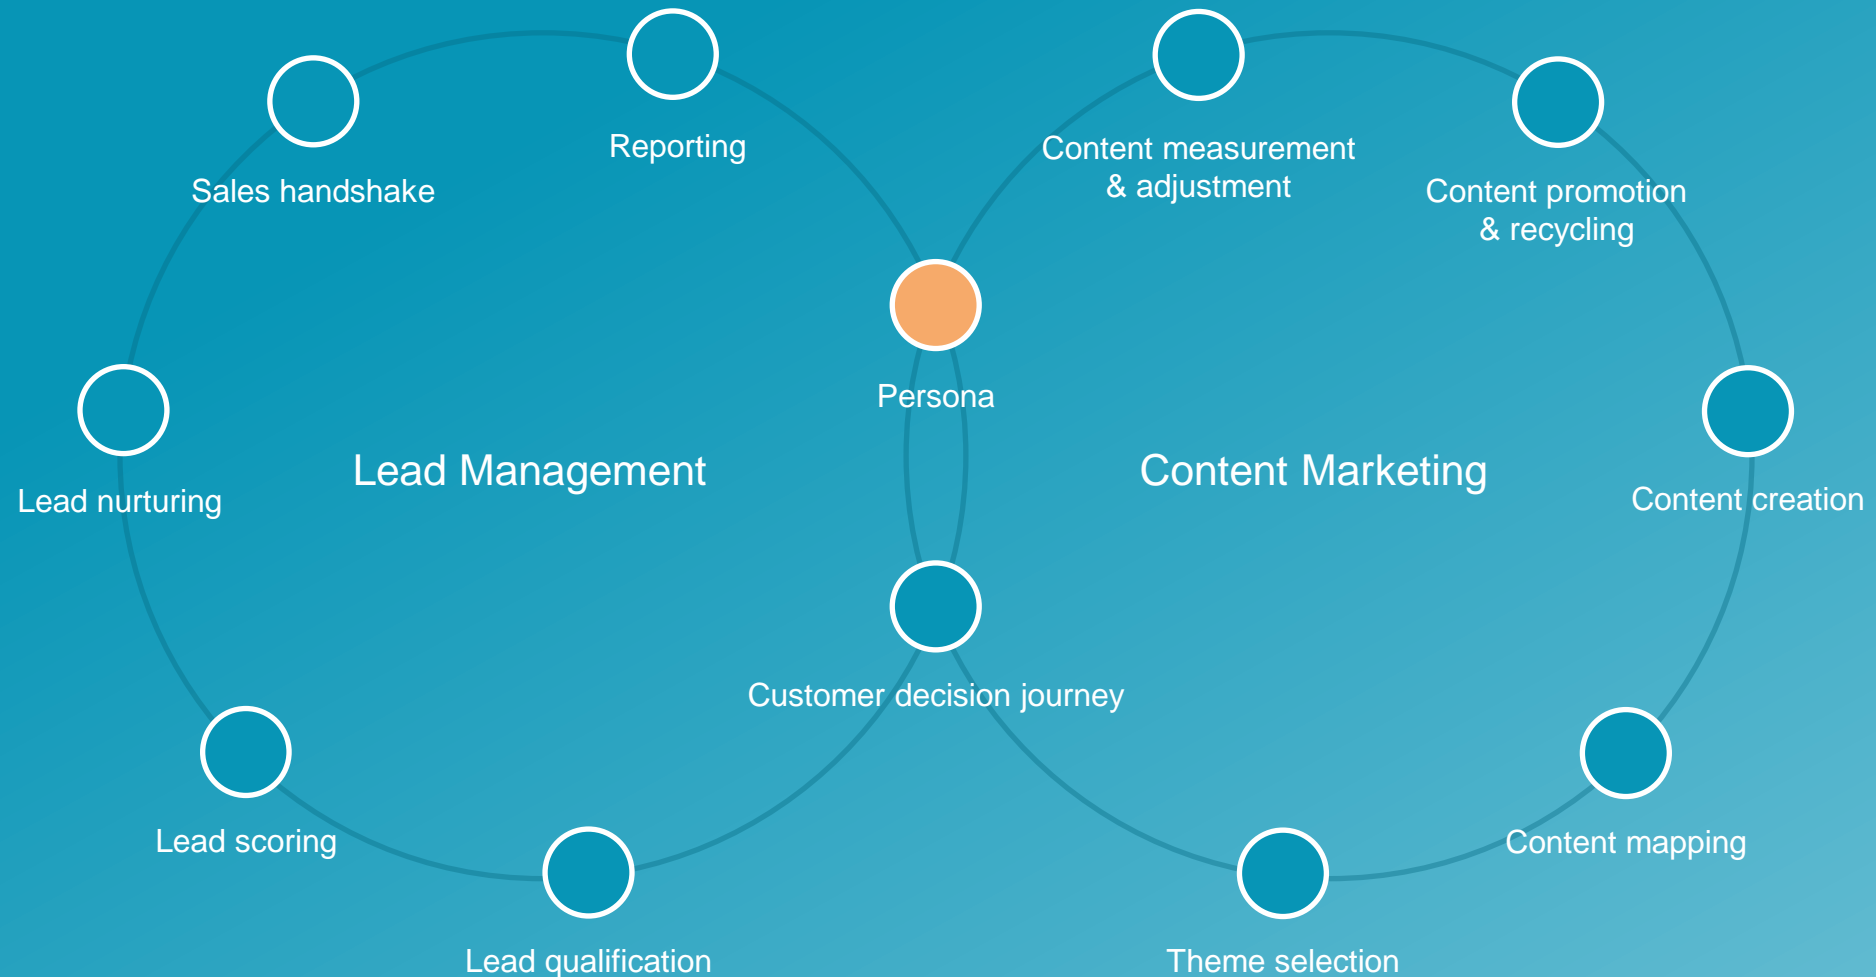 Reporting
Content measurement
& adjustment
Sales handshake
Content promotion
& recycling
Persona
Lead Management
Content Marketing
Lead nurturing
Content creation
Customer decision journey
Lead scoring
Content mapping
Lead qualification
Theme selection